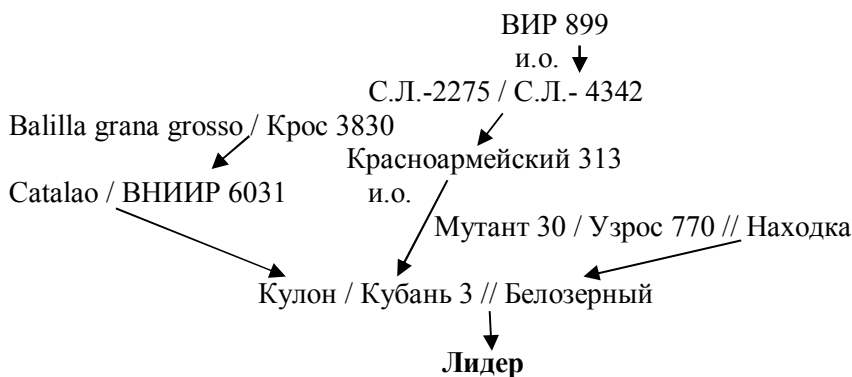 ВИР 899
и.о.
С.Л.-2275 / С.Л.- 4342
Balilla grana grosso / Крос 3830
Красноармейский 313
Catalao / ВНИИР 6031
и.о.
Мутант 30 / Узрос 770 // Находка
Кулон / Кубань 3 // Белозерный
Лидер